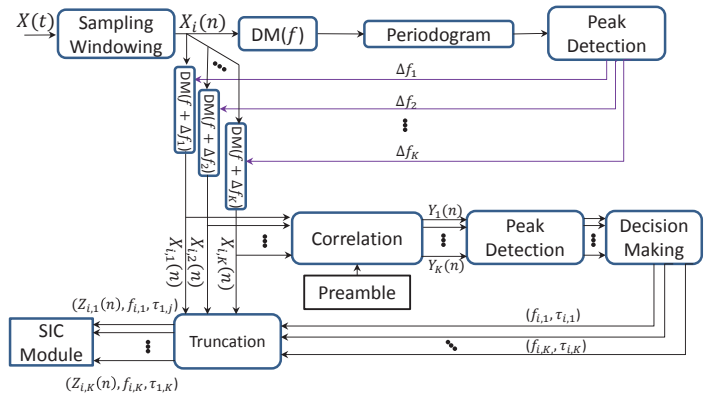 X(t)
Sampling
Windowing
X_i(n)
DM(f)
Periodogram
Peak
Detection
Δf_1
Δf_2
Δf_K
DM(f + Δf_1)
DM(f + Δf_2)
DM(f + Δf_K)
X_{i,1}(n)
X_{i,2}(n)
X_{i,K}(n)
Correlation
Preamble
Y_1(n)
Y_K(n)
Peak
Detection
Decision
Making
(Z_{i,1}(n), f_{i,1}, τ_{1,j})
(f_{i,1}, τ_{i,1})
SIC
Module
Truncation
(f_{i,K}, τ_{i,K})
(Z_{i,K}(n), f_{i,K}, τ_{1,K})